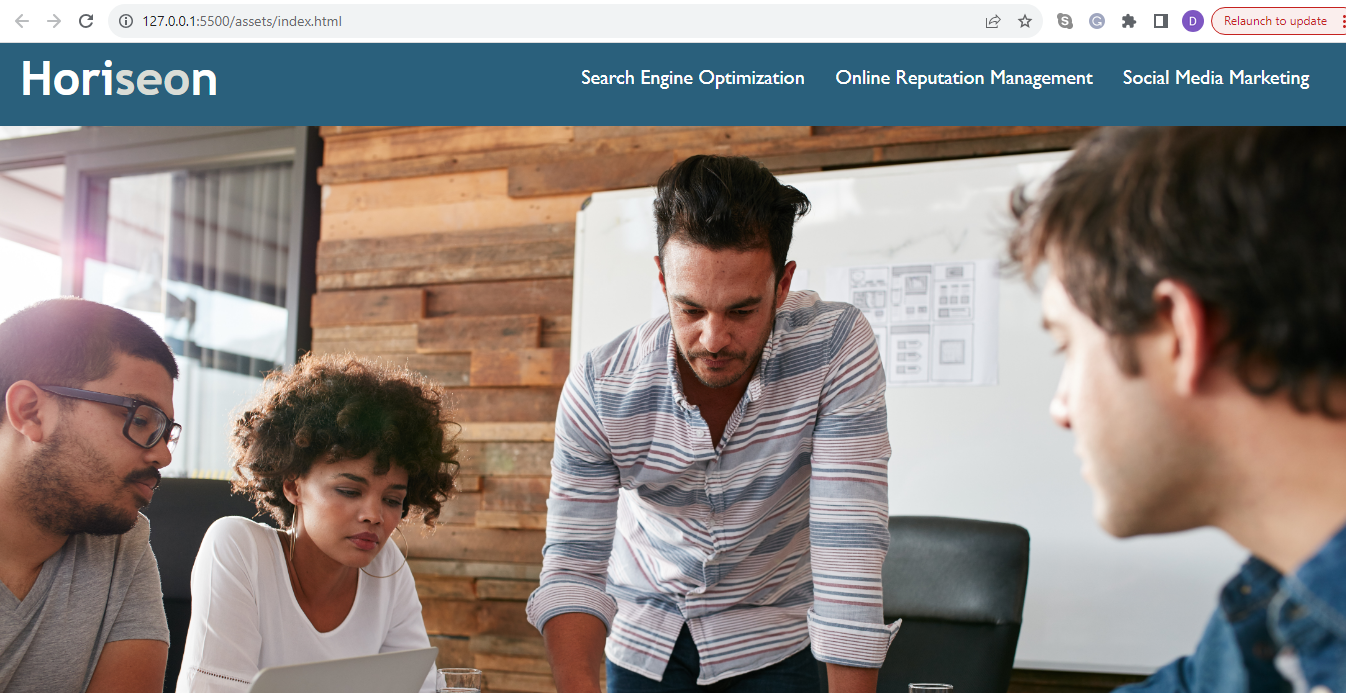 127.0.0.1:5500/assets/index.html
D
Relaunch to update
Horiseon
Search Engine Optimization
Online Reputation Management
Social Media Marketing